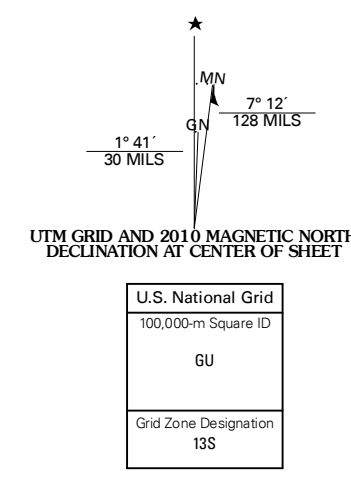 MN
GN
7° 12´
128 MILS
1° 41´
30 MILS
UTM GRID AND 2010 MAGNETIC NORTH
DECLINATION AT CENTER OF SHEET
U.S. National Grid
100,000-m Square ID
GU
Grid Zone Designation
13S